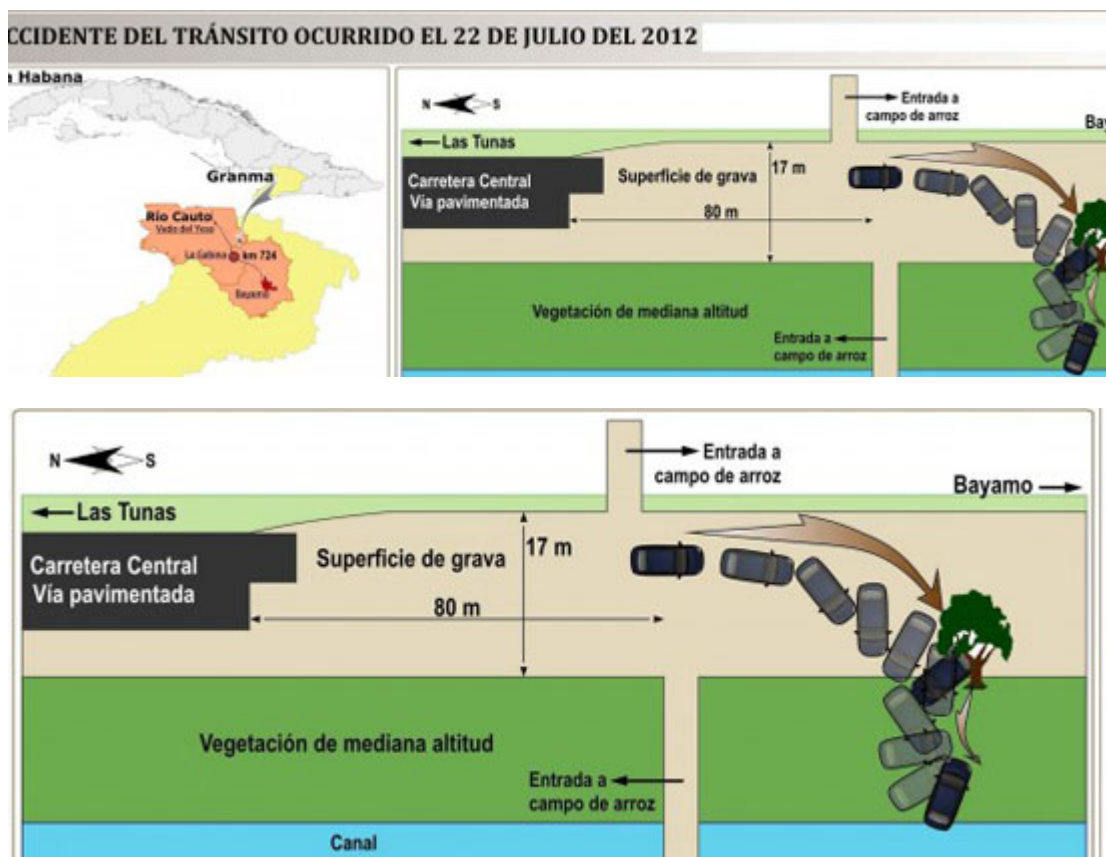 CCIDENTE DEL TRÁNSITO OCURRIDO EL 22 DE JULIO DEL 2012
a Habana
Granma
Río Cauto
Vado del Yeso
La Gabina
km 724
Bayamo
N S
Entrada a
campo de arroz
Bay
Las Tunas
Carretera Central
Vía pavimentada
Superficie de grava
17 m
80 m
Vegetación de mediana altitud
Entrada a
campo de arroz
N S
Entrada a
campo de arroz
Bayamo
Las Tunas
Carretera Central
Vía pavimentada
Superficie de grava
17 m
80 m
Vegetación de mediana altitud
Entrada a
campo de arroz
Canal